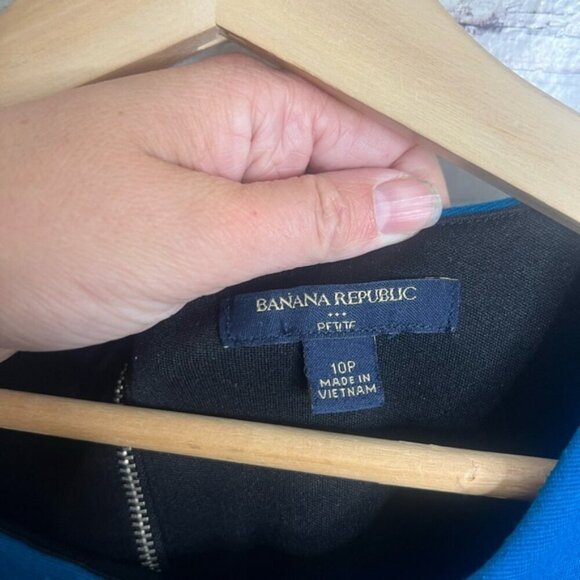 BANANA REPUBLIC
PETITE
10P
MADE IN
VIETNAM